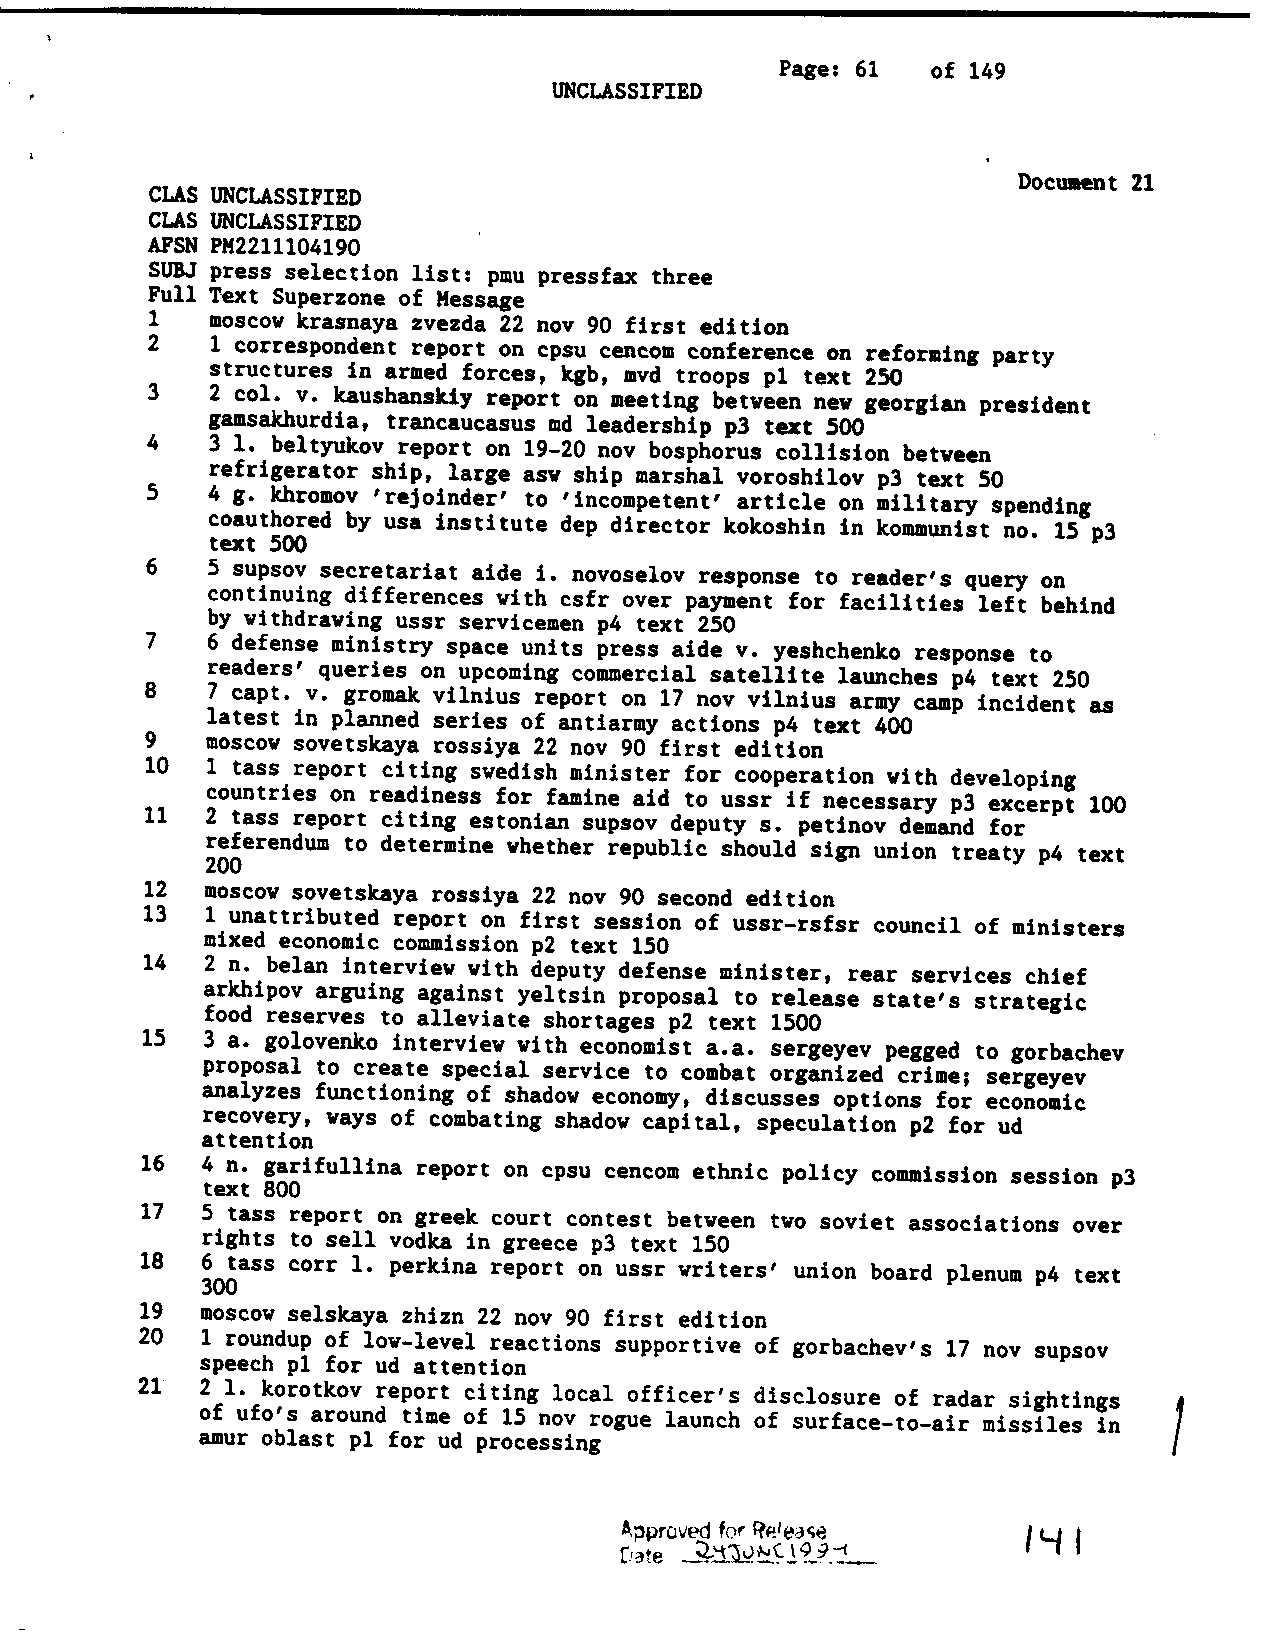 Page: 61 of 149
UNCLASSIFIED
Document 21
CLAS UNCLASSIFIED
CLAS UNCLASSIFIED
AFSN PM2211104190
SUBJ press selection list: pmu pressfax three
Full Text Superzone of Message
1 moscow krasnaya zvezda 22 nov 90 first edition
2 1 correspondent report on cpsu cencom conference on reforming party
structures in armed forces, kgb, mvd troops p1 text 250
3 2 col. v. kaushanskiy report on meeting between new georgian president
gamsakhurdia, trancaucasus md leadership p3 text 500
4 3 l. beltyukov report on 19-20 nov bosphorus collision between
refrigerator ship, large asw ship marshal voroshilov p3 text 50
5 4 g. khromov 'rejoinder' to 'incompetent' article on military spending
coauthored by usa institute dep director kokoshin in kommunist no. 15 p3
text 500
6 5 supsov secretariat aide i. novoselov response to reader's query on
continuing differences with csfr over payment for facilities left behind
by withdrawing ussr servicemen p4 text 250
7 6 defense ministry space units press aide v. yeshchenko response to
readers' queries on upcoming commercial satellite launches p4 text 250
8 7 capt. v. gromak vilnius report on 17 nov vilnius army camp incident as
latest in planned series of antiarmy actions p4 text 400
9 moscow sovetskaya rossiya 22 nov 90 first edition
10 1 tass report citing swedish minister for cooperation with developing
countries on readiness for famine aid to ussr if necessary p3 excerpt 100
11 2 tass report citing estonian supsov deputy s. petinov demand for
referendum to determine whether republic should sign union treaty p4 text
200
12 moscow sovetskaya rossiya 22 nov 90 second edition
13 1 unattributed report on first session of ussr-rsfsr council of ministers
mixed economic commission p2 text 150
14 2 n. belan interview with deputy defense minister, rear services chief
arkhipov arguing against yeltsin proposal to release state's strategic
food reserves to alleviate shortages p2 text 1500
15 3 a. golovenko interview with economist a.a. sergeyev pegged to gorbachev
proposal to create special service to combat organized crime; sergeyev
analyzes functioning of shadow economy, discusses options for economic
recovery, ways of combating shadow capital, speculation p2 for ud
attention
16 4 n. garifullina report on cpsu cencom ethnic policy commission session p3
text 800
17 5 tass report on greek court contest between two soviet associations over
rights to sell vodka in greece p3 text 150
18 6 tass corr l. perkina report on ussr writers' union board plenum p4 text
300
19 moscow selskaya zhizn 22 nov 90 first edition
20 1 roundup of low-level reactions supportive of gorbachev's 17 nov supsov
speech p1 for ud attention
21 2 l. korotkov report citing local officer's disclosure of radar sightings
of ufo's around time of 15 nov rogue launch of surface-to-air missiles in
amur oblast p1 for ud processing
Approved for Release
Date
141